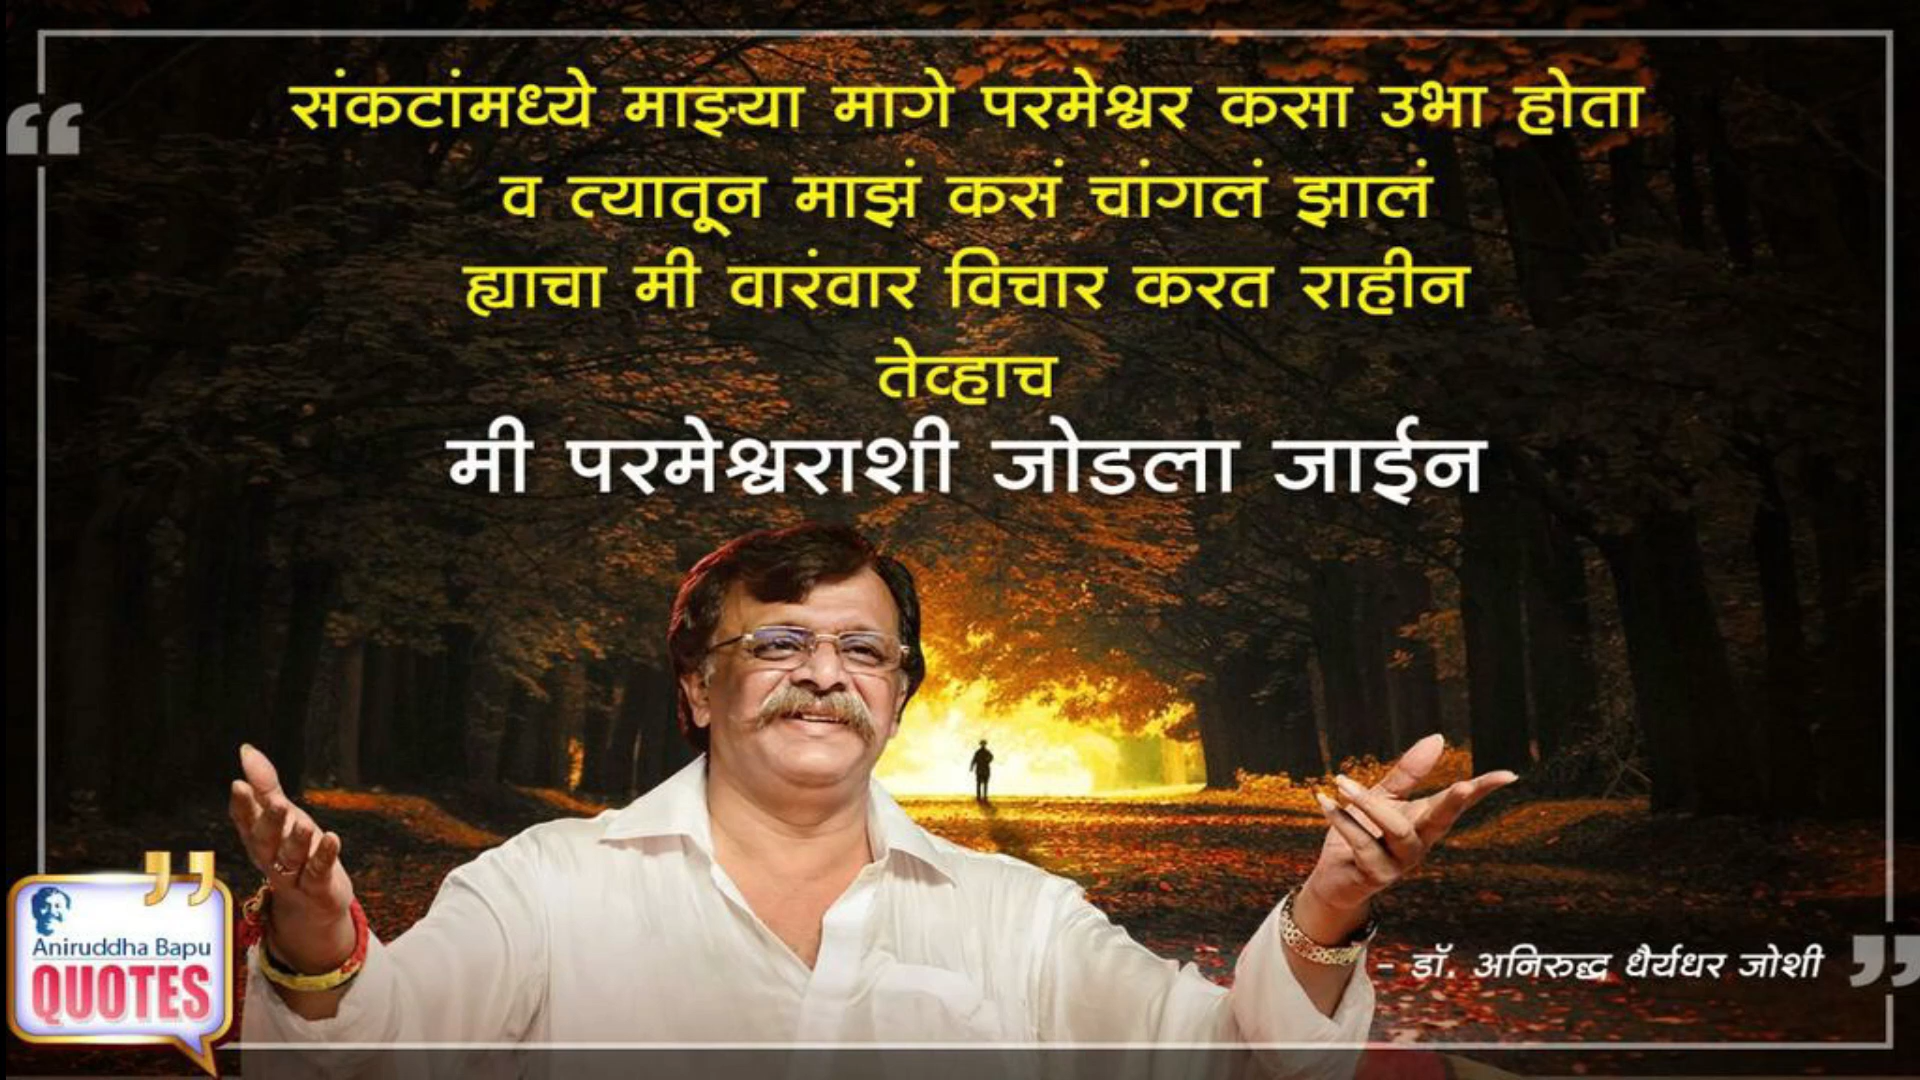 संकटांमध्ये माझ्या मागे परमेश्वर कसा उभा होता
व त्यातून माझं कसं चांगलं झालं
ह्याचा मी वारंवार विचार करत राहीन
तेव्हाच
मी परमेश्वराशी जोडला जाईन
- डॉ. अनिरुद्ध धैर्यधर जोशी
Aniruddha Bapu
QUOTES